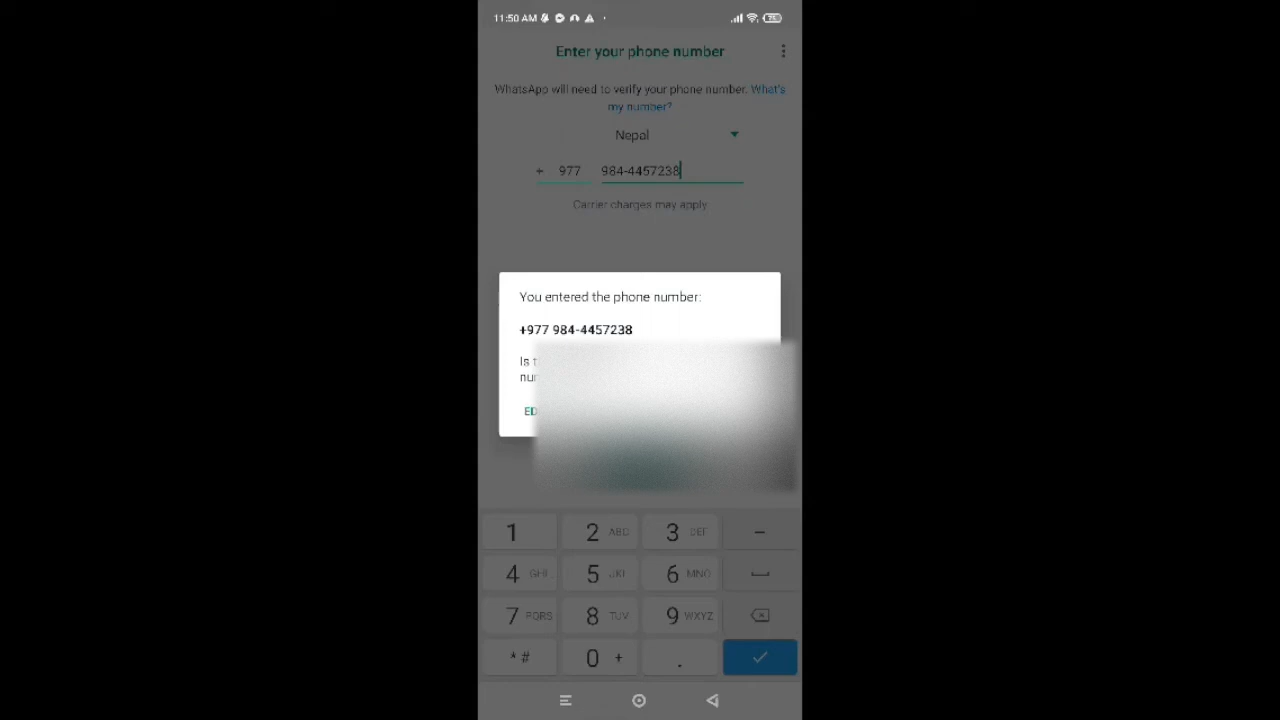 11:50 AM
75
Enter your phone number
WhatsApp will need to verify your phone number. What's
my number?
Nepal
+ 977 984-4457238
Carrier charges may apply
You entered the phone number:
+977 984-4457238
Is
1 2 ABC 3 DEF –
4 GHI 5 JKL 6 MNO
7 PQRS 8 TUV 9 WXYZ
* # 0 + .